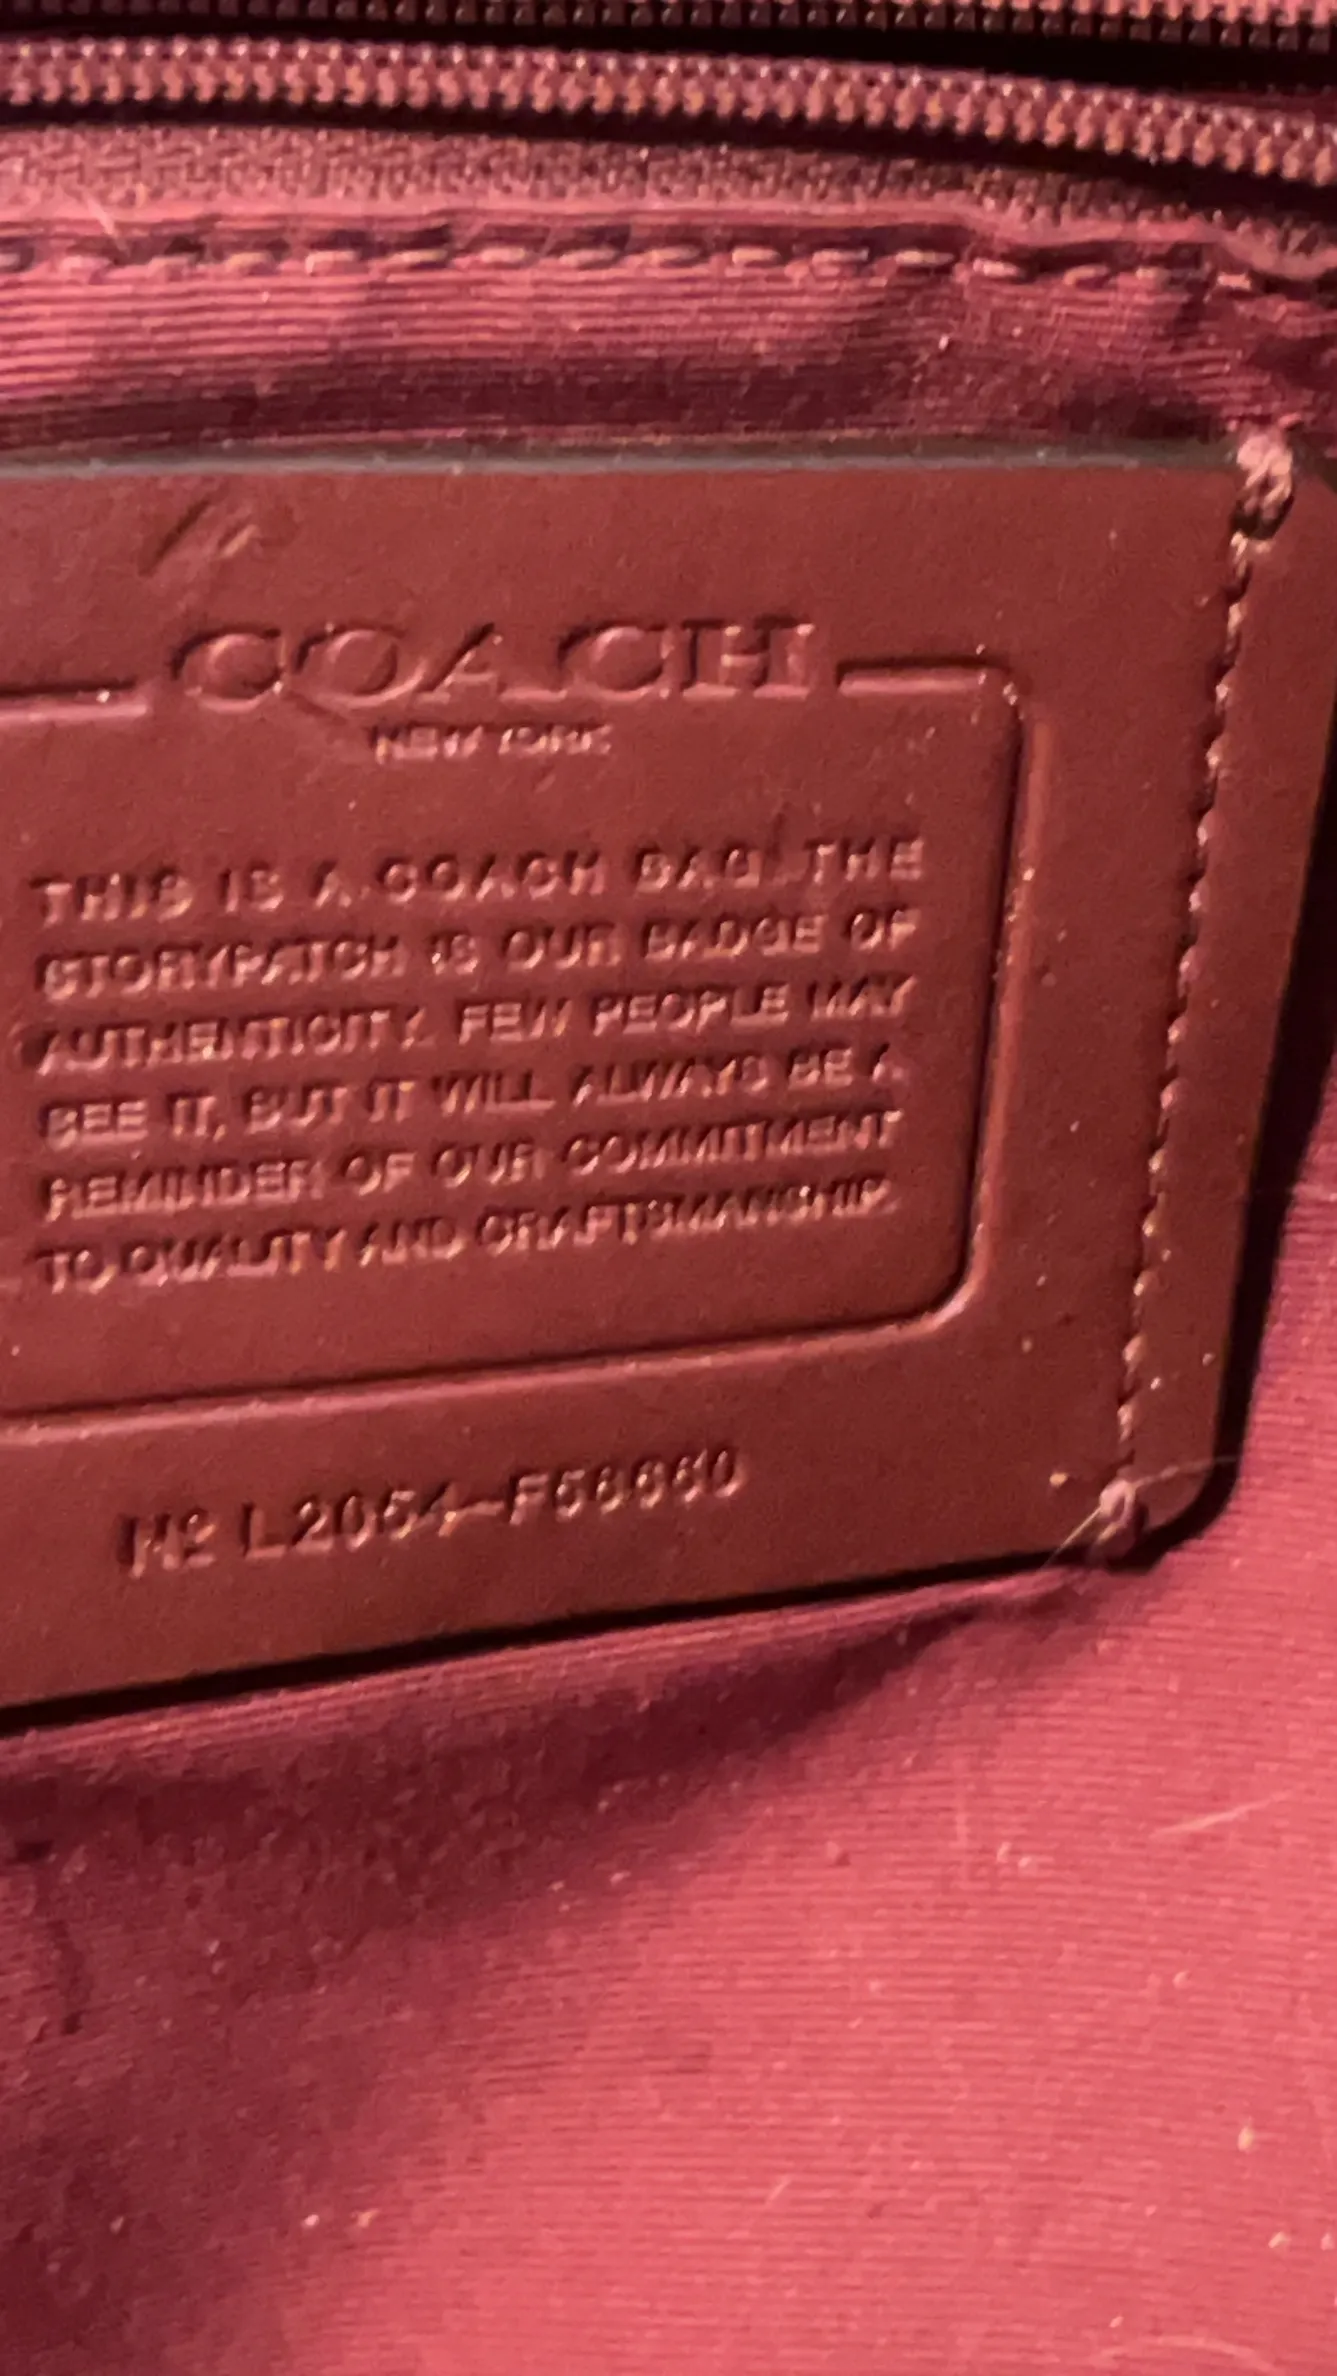 COACH
NEW YORK
THIS IS A COACH BAG. THE
STORYPATCH IS OUR BADGE OF
AUTHENTICITY. FEW PEOPLE MAY
SEE IT, BUT IT WILL ALWAYS BE A
REMINDER OF OUR COMMITMENT
TO QUALITY AND CRAFTSMANSHIP.
Nº L2054-F58660